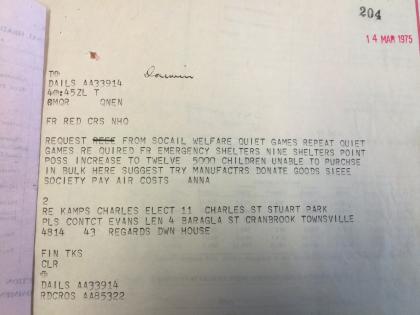 204
14 MAR 1975
TO
Darwin
DAILS AA33914
4@:45ZL T
BMQR QNEN
FR RED CRS NHQ
REQUEST REEE FROM SOCAIL WELFARE QUIET GAMES REPEAT QUIET
GAMES RE QUIRED FR EMERGENCY SHELTERS NINE SHELTERS POINT
POSS INCREASE TO TWELVE 5000 CHILDREN UNABLE TO PURCHSE
IN BULK HERE SUGGEST TRY MANUFACTRS DONATE GOODS SIEEE
SOCIETY PAY AIR COSTS ANNA
2
RE KAMPS CHARLES ELECT 11 CHARLES ST STUART PARK
PLS CONTCT EVANS LEN 4 BARAGLA ST CRANBROOK TOWNSVILLE
4814 43 REGARDS DWN HOUSE
FIN TKS
CLR
@
DAILS AA33914
RDCROS AA85322